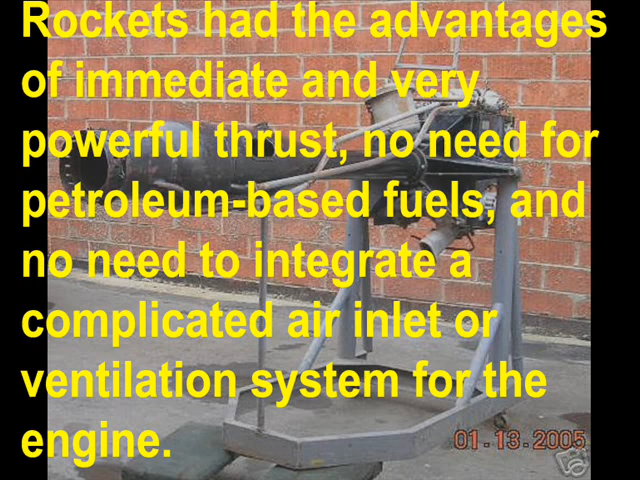 Rockets had the advantages
of immediate and very
powerful thrust, no need for
petroleum-based fuels, and
no need to integrate a
complicated air inlet or
ventilation system for the
engine.
01.13.2005